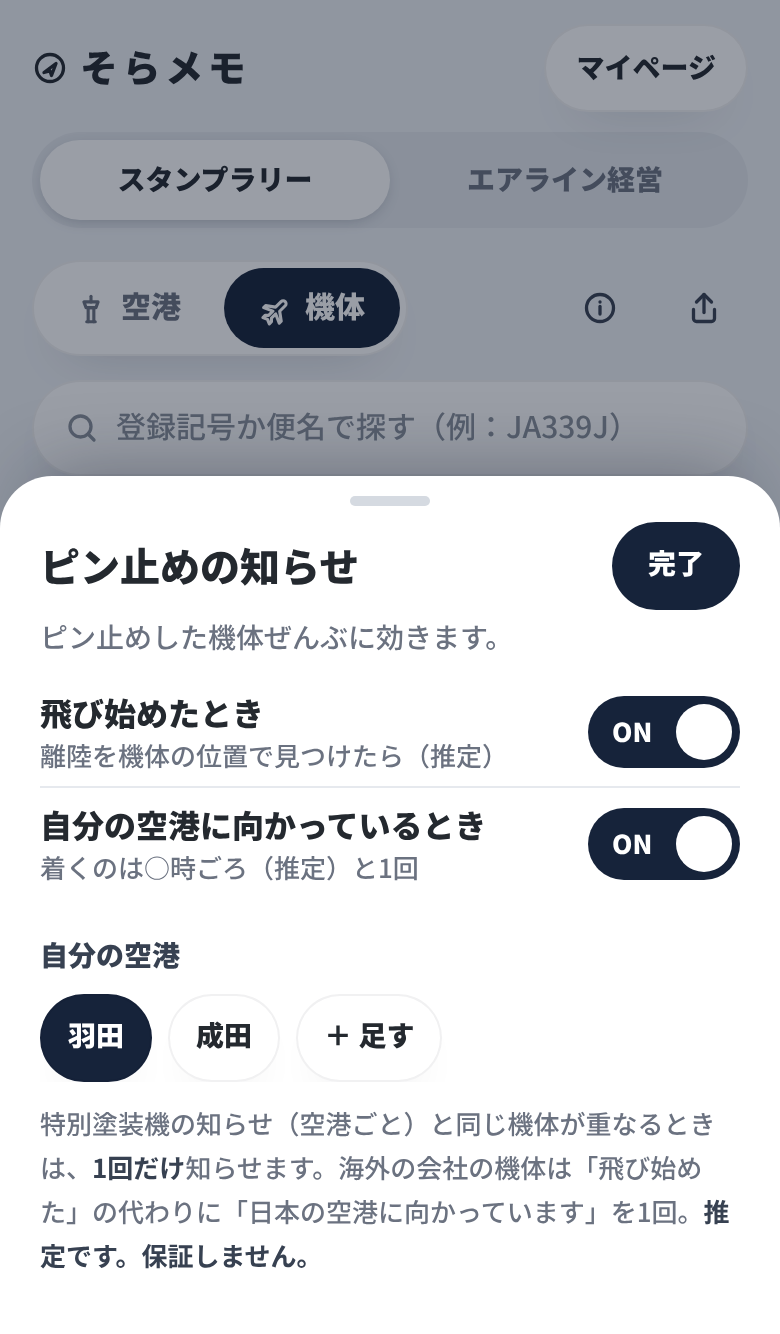 そらメモ
マイページ
スタンプラリー
エアライン経営
空港
機体
登録記号か便名で探す（例：JA339J）
ピン止めの知らせ
完了
ピン止めした機体ぜんぶに効きます。
飛び始めたとき
離陸を機体の位置で見つけたら（推定）
ON
自分の空港に向かっているとき
着くのは◯時ごろ（推定）と1回
ON
自分の空港
羽田
成田
＋ 足す
特別塗装機の知らせ（空港ごと）と同じ機体が重なるとき
は、1回だけ知らせます。海外の会社の機体は「飛び始め
た」の代わりに「日本の空港に向かっています」を1回。推
定です。保証しません。